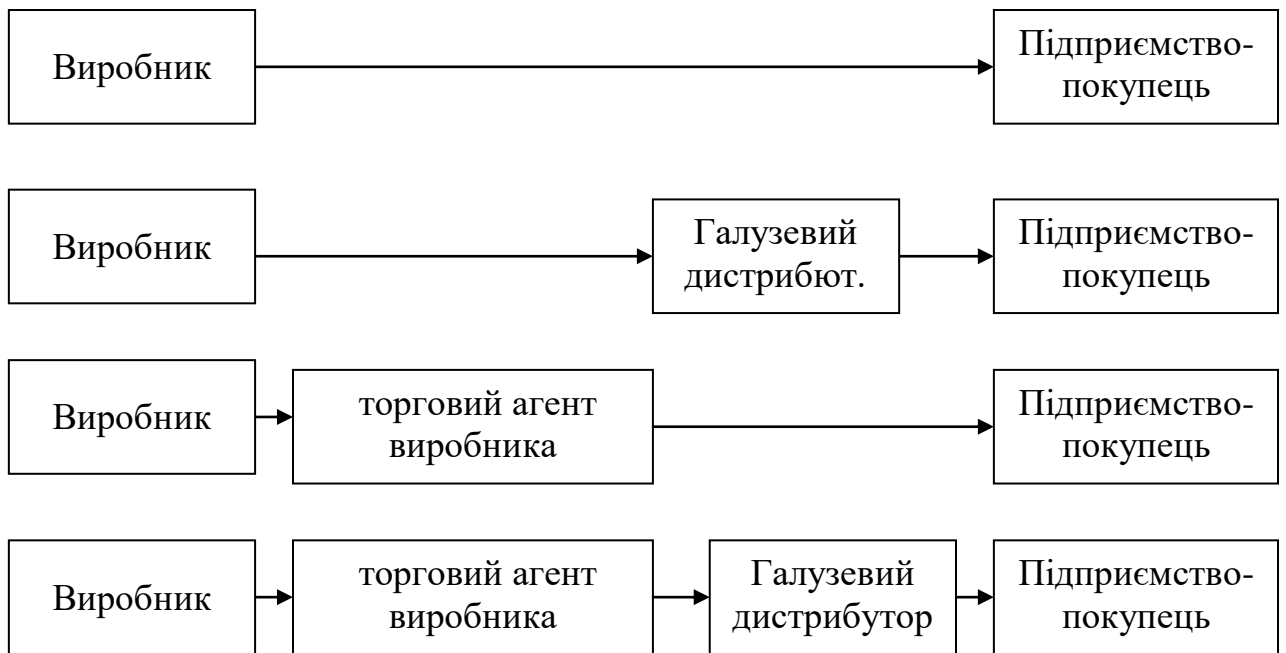 Виробник
Підприємство-
покупець
Виробник
Галузевий
дистрибют.
Підприємство-
покупець
Виробник
торговий агент
виробника
Підприємство-
покупець
Виробник
торговий агент
виробника
Галузевий
дистрибутор
Підприємство-
покупець